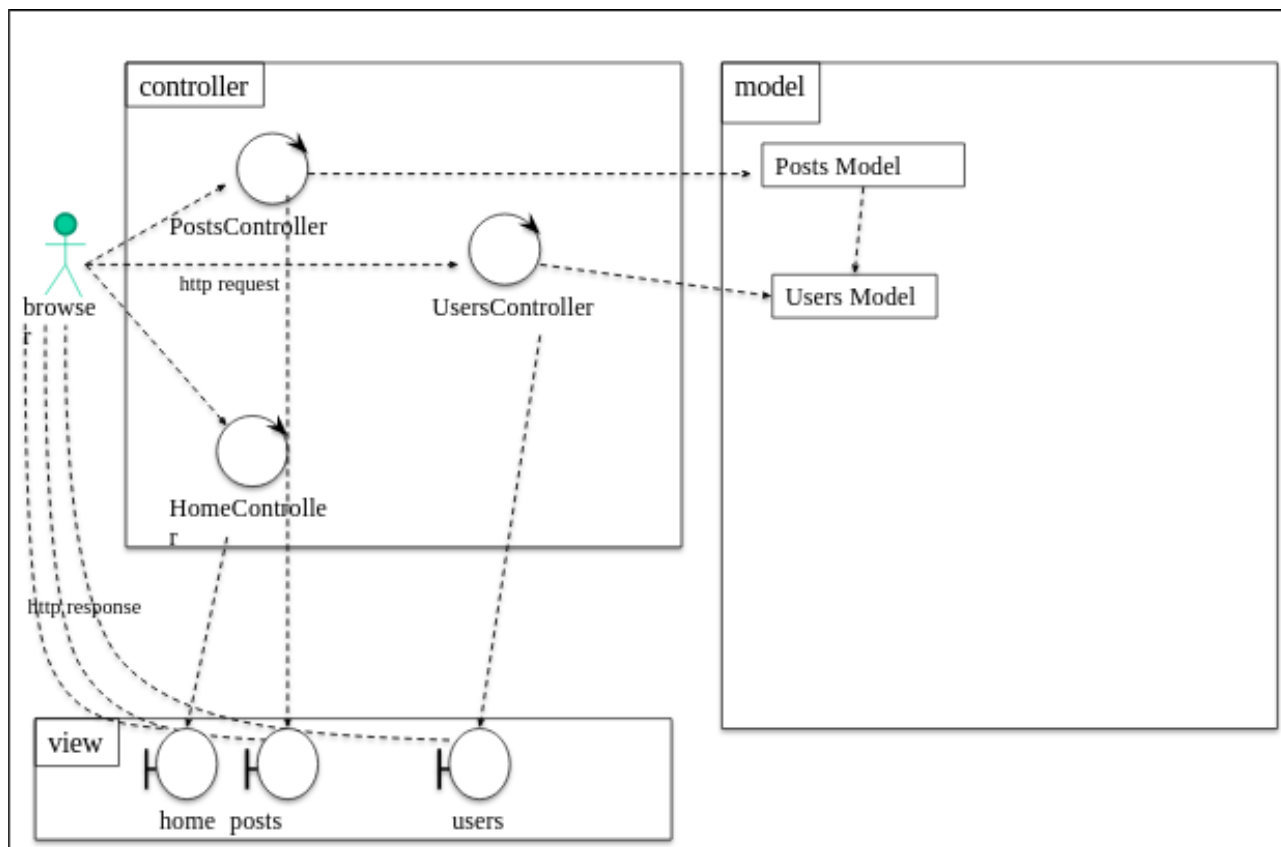 controller
model
Posts Model
PostsController
http request
browse
r
UsersController
Users Model
HomeControlle
r
http response
view
home
posts
users